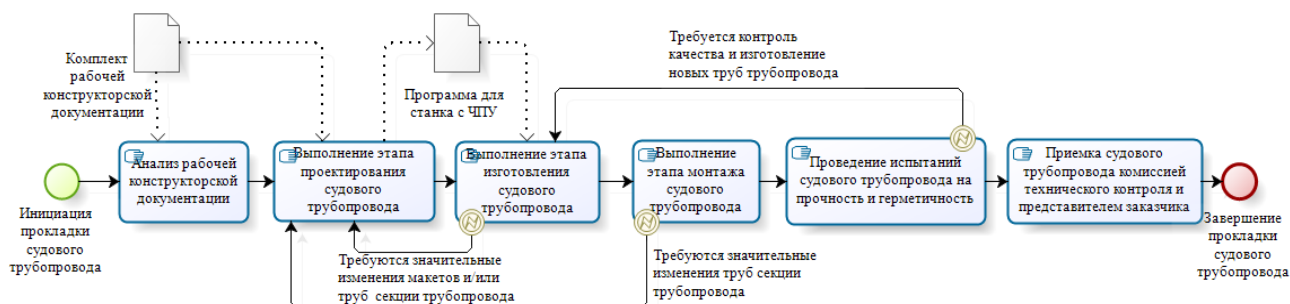 Комплект
рабочей
конструкторской
документации
Программа для
станка с ЧПУ
Требуется контроль
качества и изготовление
новых труб трубопровода
Инициация
прокладки
судового
трубопровода
Анализ рабочей
конструкторской
документации
Выполнение этапа
проектирования
судового
трубопровода
Выполнение этапа
изготовления
судового
трубопровода
Выполнение
этапа монтажа
судового
трубопровода
Проведение испытаний
судового трубопровода на
прочность и герметичность
Приемка судового
трубопровода комиссией
технического контроля и
представителем заказчика
Завершение
прокладки
судового
трубопровода
Требуются значительные
изменения макетов и/или
труб секции трубопровода
Требуются значительные
изменения труб секции
трубопровода